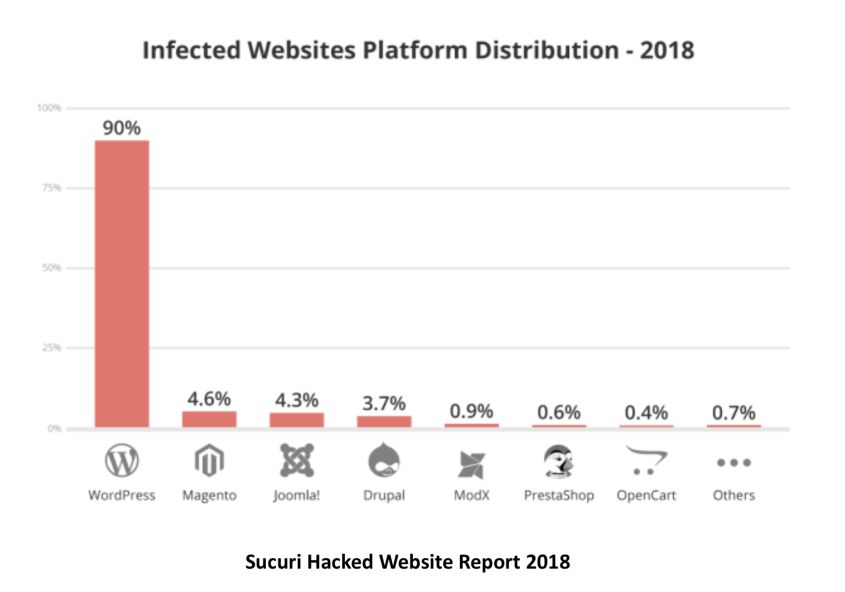 Infected Websites Platform Distribution - 2018
100%
90%
75%
50%
25%
4.6%
4.3%
3.7%
0.9%
0.6%
0.4%
0.7%
0%
WordPress
Magento
Joomla!
Drupal
ModX
PrestaShop
OpenCart
Others
Sucuri Hacked Website Report 2018